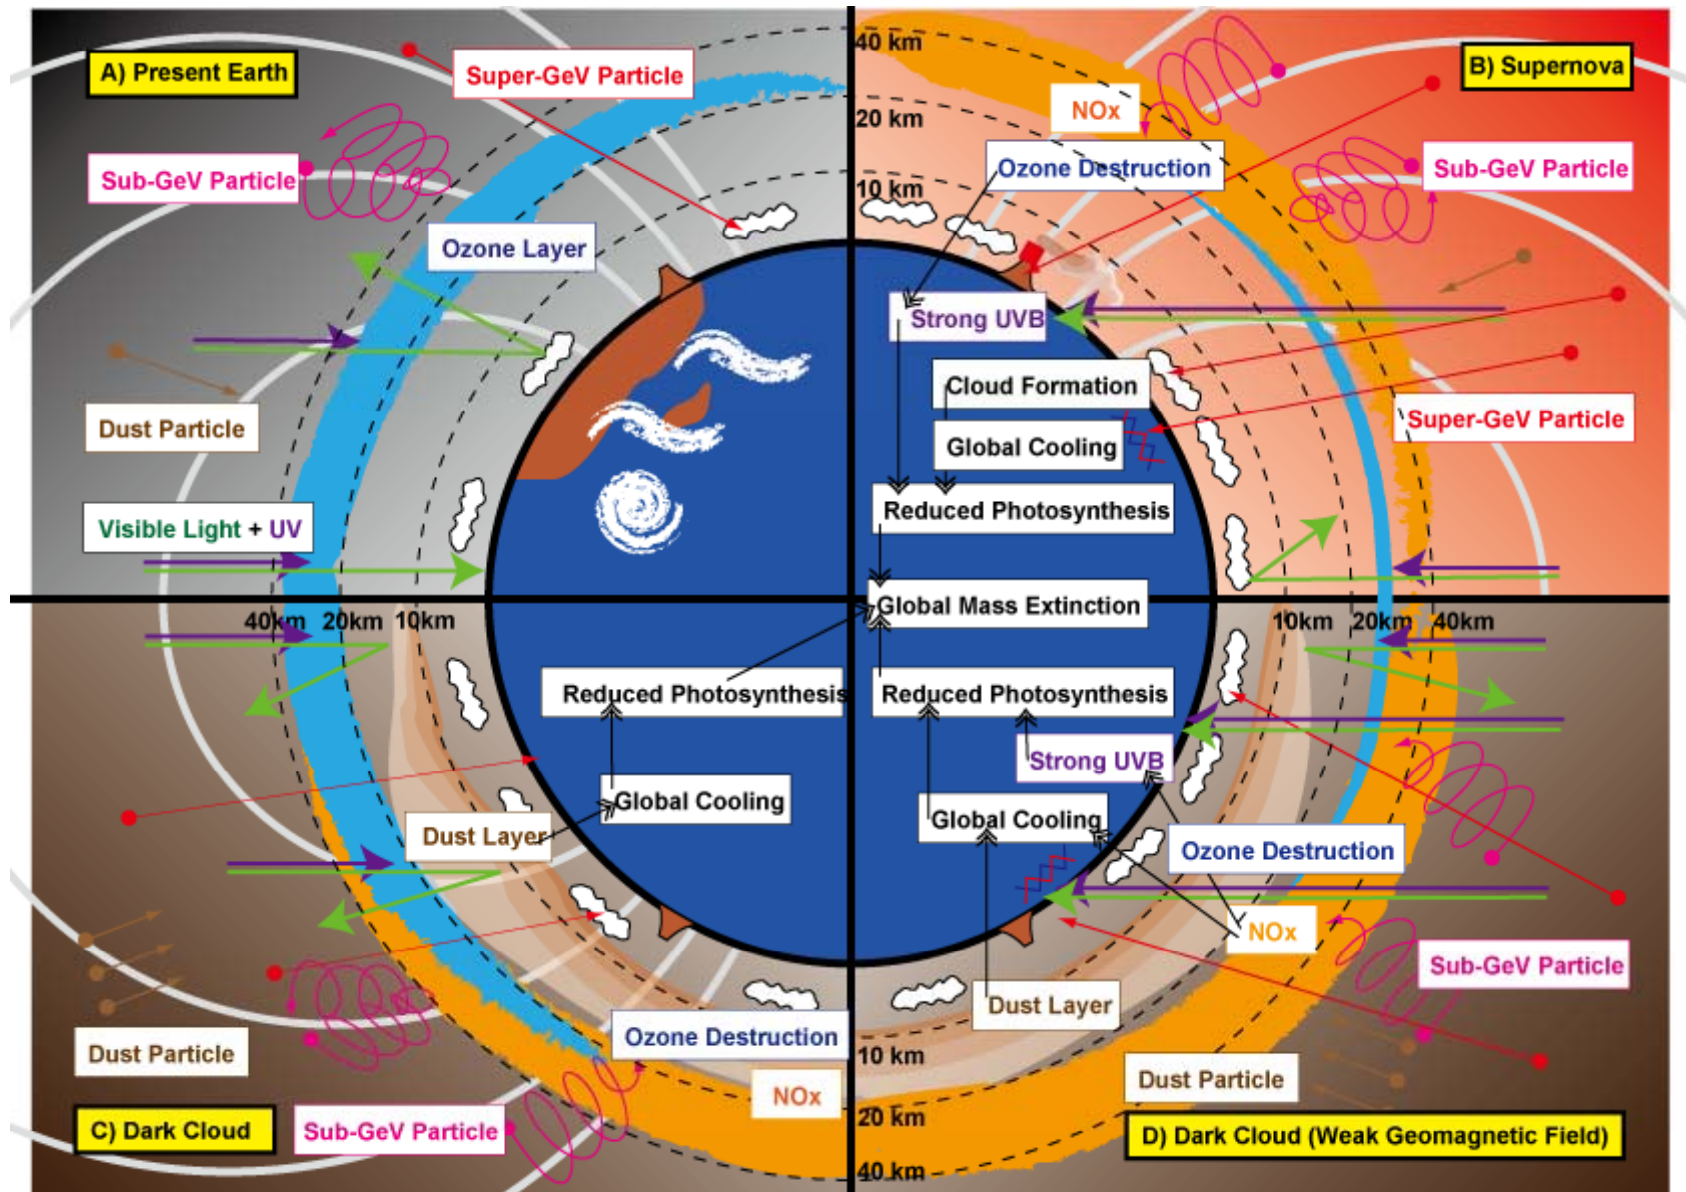 A) Present Earth
Super-GeV Particle
Sub-GeV Particle
Ozone Layer
Dust Particle
Visible Light + UV
40 km
20 km
10 km
B) Supernova
NOx
Ozone Destruction
Sub-GeV Particle
Strong UVB
Cloud Formation
Global Cooling
Super-GeV Particle
Reduced Photosynthesis
Global Mass Extinction
40km 20km 10km
10km 20km 40km
Reduced Photosynthesis
Global Cooling
Dust Layer
Dust Particle
Ozone Destruction
NOx
C) Dark Cloud
Sub-GeV Particle
Reduced Photosynthesis
Strong UVB
Global Cooling
Ozone Destruction
NOx
Sub-GeV Particle
Dust Layer
10 km
Dust Particle
20 km
D) Dark Cloud (Weak Geomagnetic Field)
40 km